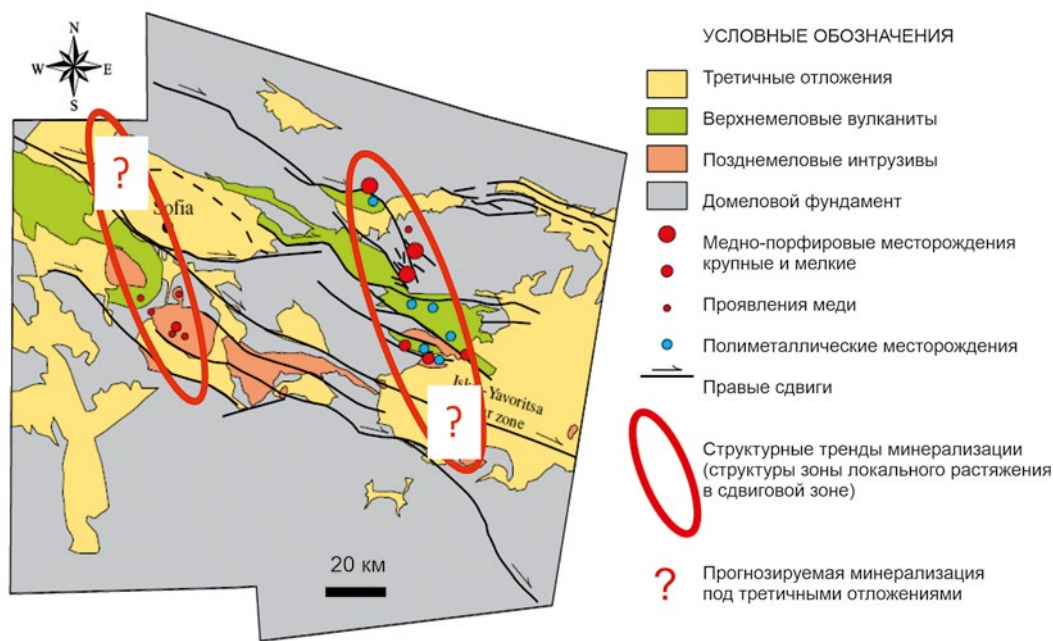 N
W E
S
?
Sofia
?
Yavoritsa
zone
20 км
УСЛОВНЫЕ ОБОЗНАЧЕНИЯ
Третичные отложения
Верхнемеловые вулканиты
Позднемеловые интрузивы
Домеловой фундамент
Медно-порфировые месторождения
крупные и мелкие
Проявления меди
Полиметаллические месторождения
Правые сдвиги
Структурные тренды минерализации
(структуры зоны локального растяжения
в сдвиговой зоне)
?
Прогнозируемая минерализация
под третичными отложениями